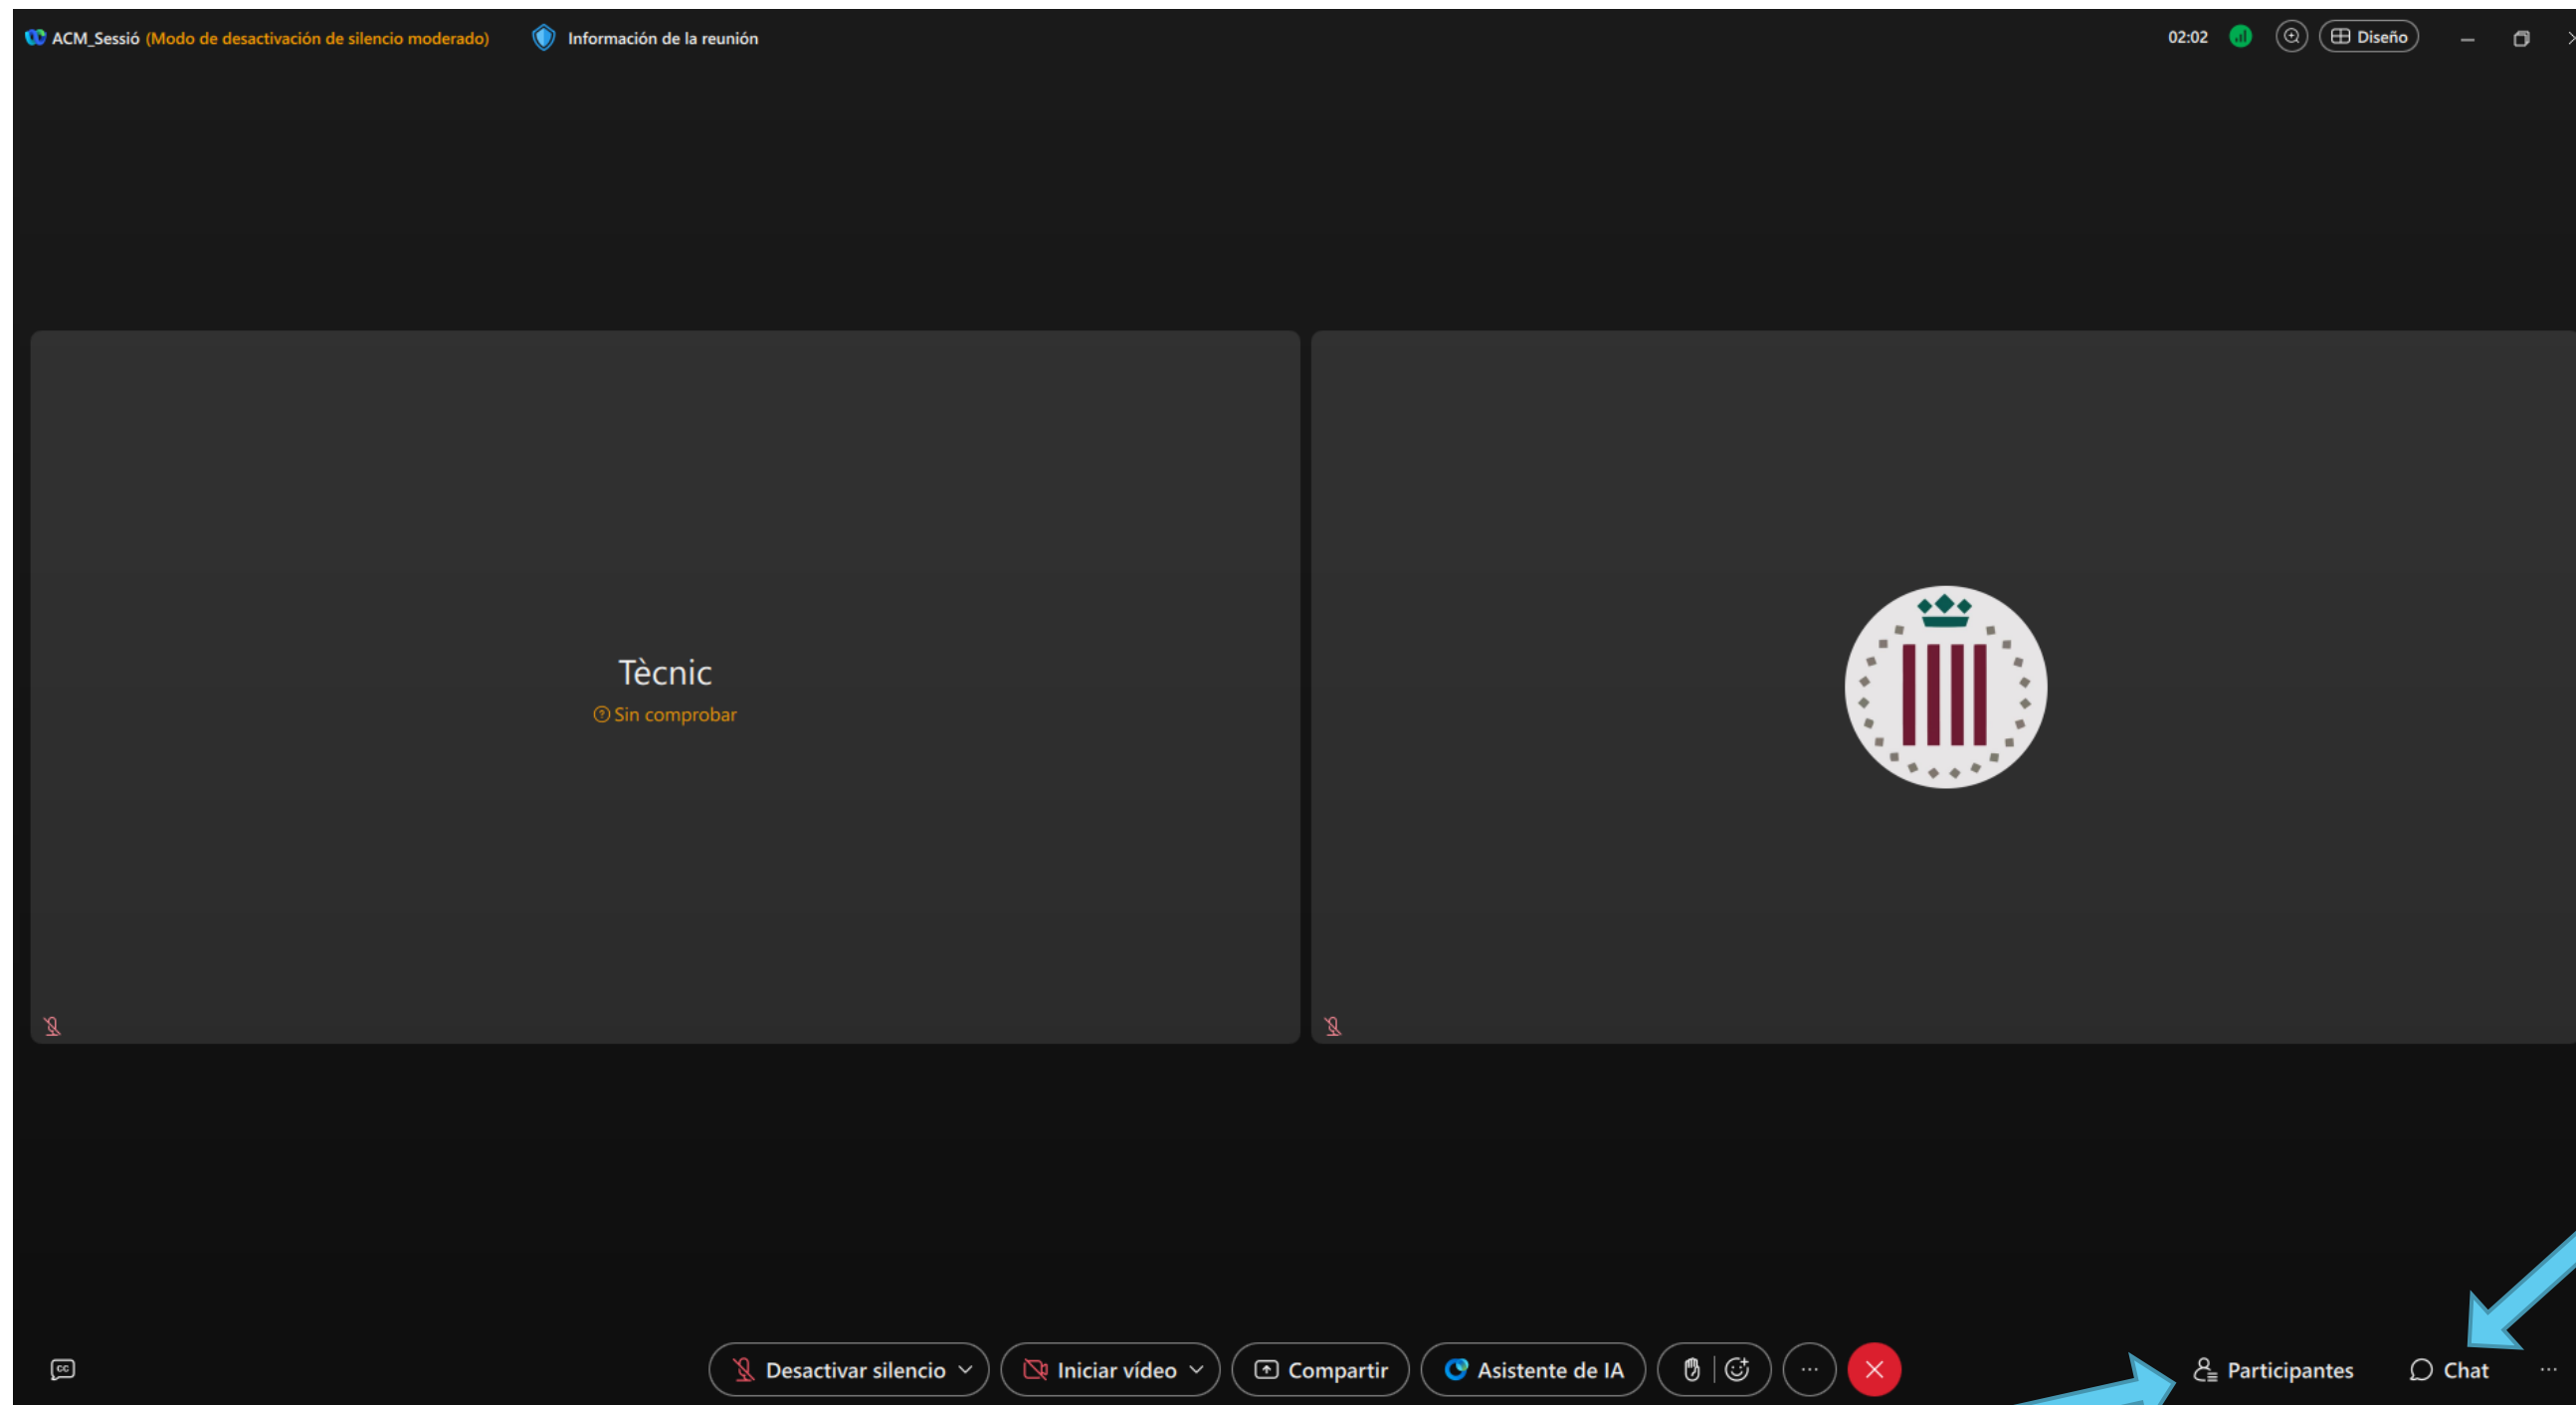 ACM_Sessió (Modo de desactivación de silencio moderado)
Información de la reunión
02:02
Diseño
Tècnic
Sin comprobar
CC
Desactivar silencio
Iniciar vídeo
Compartir
Asistente de IA
Participantes
Chat